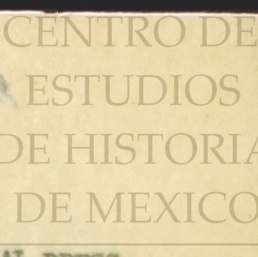 CENTRO DE
ESTUDIOS
DE HISTORIA
DE MEXICO